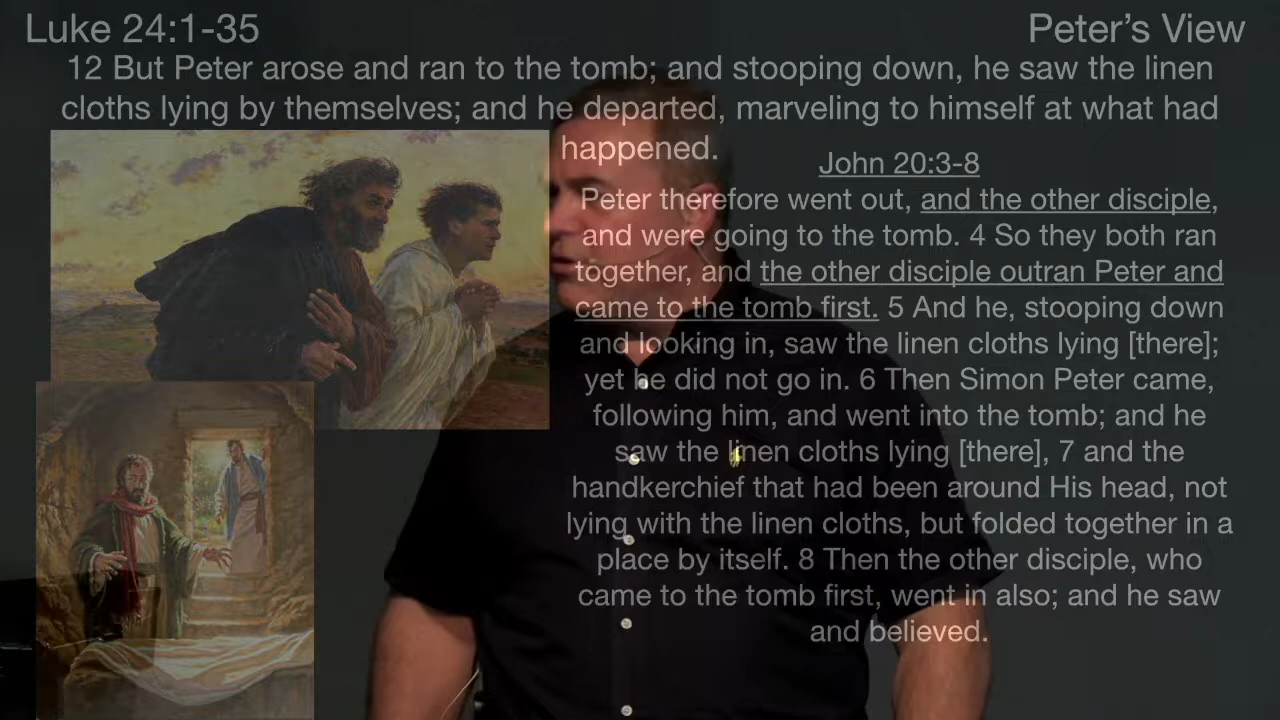 Luke 24:1-35
Peter’s View
12 But Peter arose and ran to the tomb; and stooping down, he saw the linen
cloths lying by themselves; and he departed, marveling to himself at what had
happened.
John 20:3-8
Peter therefore went out, and the other disciple,
and were going to the tomb. 4 So they both ran
together, and the other disciple outran Peter and
came to the tomb first. 5 And he, stooping down
and looking in, saw the linen cloths lying [there];
yet he did not go in. 6 Then Simon Peter came,
following him, and went into the tomb; and he
saw the linen cloths lying [there], 7 and the
handkerchief that had been around His head, not
lying with the linen cloths, but folded together in a
place by itself. 8 Then the other disciple, who
came to the tomb first, went in also; and he saw
and believed.